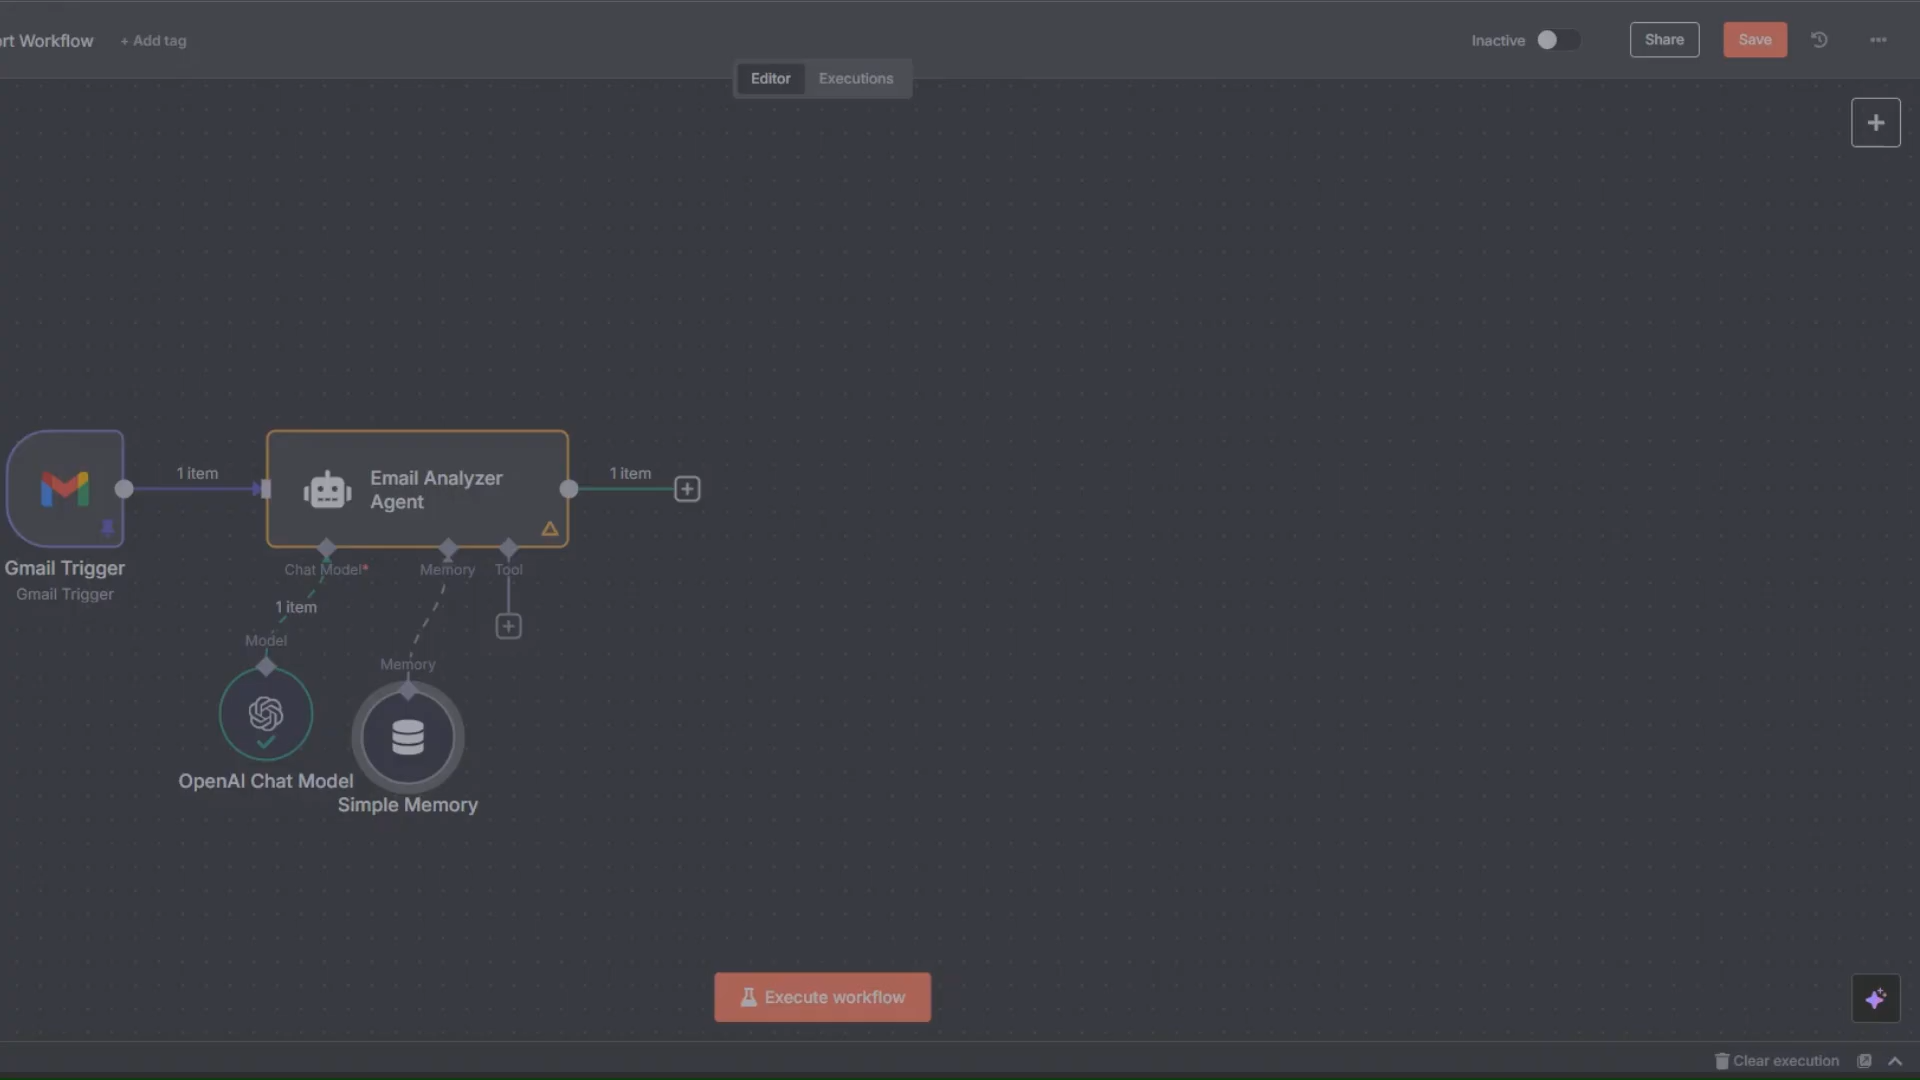 rt Workflow
+ Add tag
Inactive
Share
Save
Editor
Executions
1 item
1 item
Email Analyzer
Agent
Gmail Trigger
Gmail Trigger
Chat Model*
Memory
Tool
1 item
Model
Memory
OpenAI Chat Model
Simple Memory
Execute workflow
Clear execution